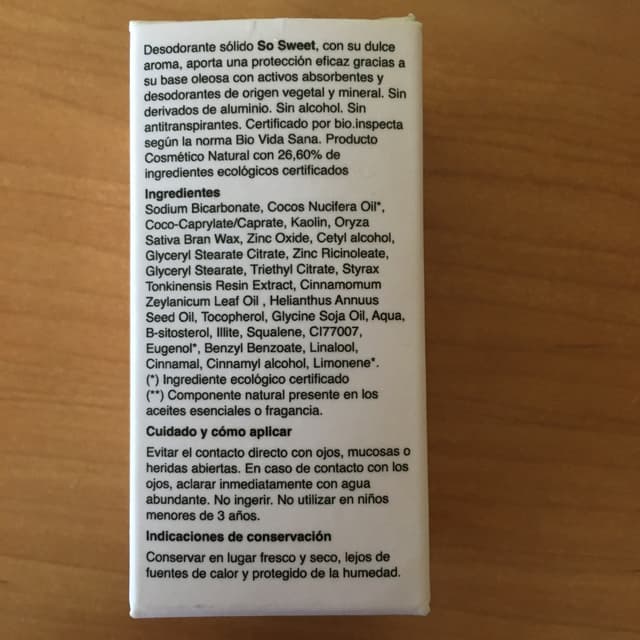 Desodorante sólido So Sweet, con su dulce
aroma, aporta una protección eficaz gracias a
su base oleosa con activos absorbentes y
desodorantes de origen vegetal y mineral. Sin
derivados de aluminio. Sin alcohol. Sin
antitranspirantes. Certificado por bio.inspecta
según la norma Bio Vida Sana. Producto
Cosmético Natural con 26,60% de
ingredientes ecológicos certificados
Ingredientes
Sodium Bicarbonate, Cocos Nucifera Oil*,
Coco-Caprylate/Caprate, Kaolin, Oryza
Sativa Bran Wax, Zinc Oxide, Cetyl alcohol,
Glyceryl Stearate Citrate, Zinc Ricinoleate,
Glyceryl Stearate, Triethyl Citrate, Styrax
Tonkinensis Resin Extract, Cinnamomum
Zeylanicum Leaf Oil , Helianthus Annuus
Seed Oil, Tocopherol, Glycine Soja Oil, Aqua,
B-sitosterol, Illite, Squalene, CI77007,
Eugenol*, Benzyl Benzoate, Linalool,
Cinnamal, Cinnamyl alcohol, Limonene*.
(*) Ingrediente ecológico certificado
(**) Componente natural presente en los
aceites esenciales o fragancia.
Cuidado y cómo aplicar
Evitar el contacto directo con ojos, mucosas o
heridas abiertas. En caso de contacto con los
ojos, aclarar inmediatamente con agua
abundante. No ingerir. No utilizar en niños
menores de 3 años.
Indicaciones de conservación
Conservar en lugar fresco y seco, lejos de
fuentes de calor y protegido de la humedad.